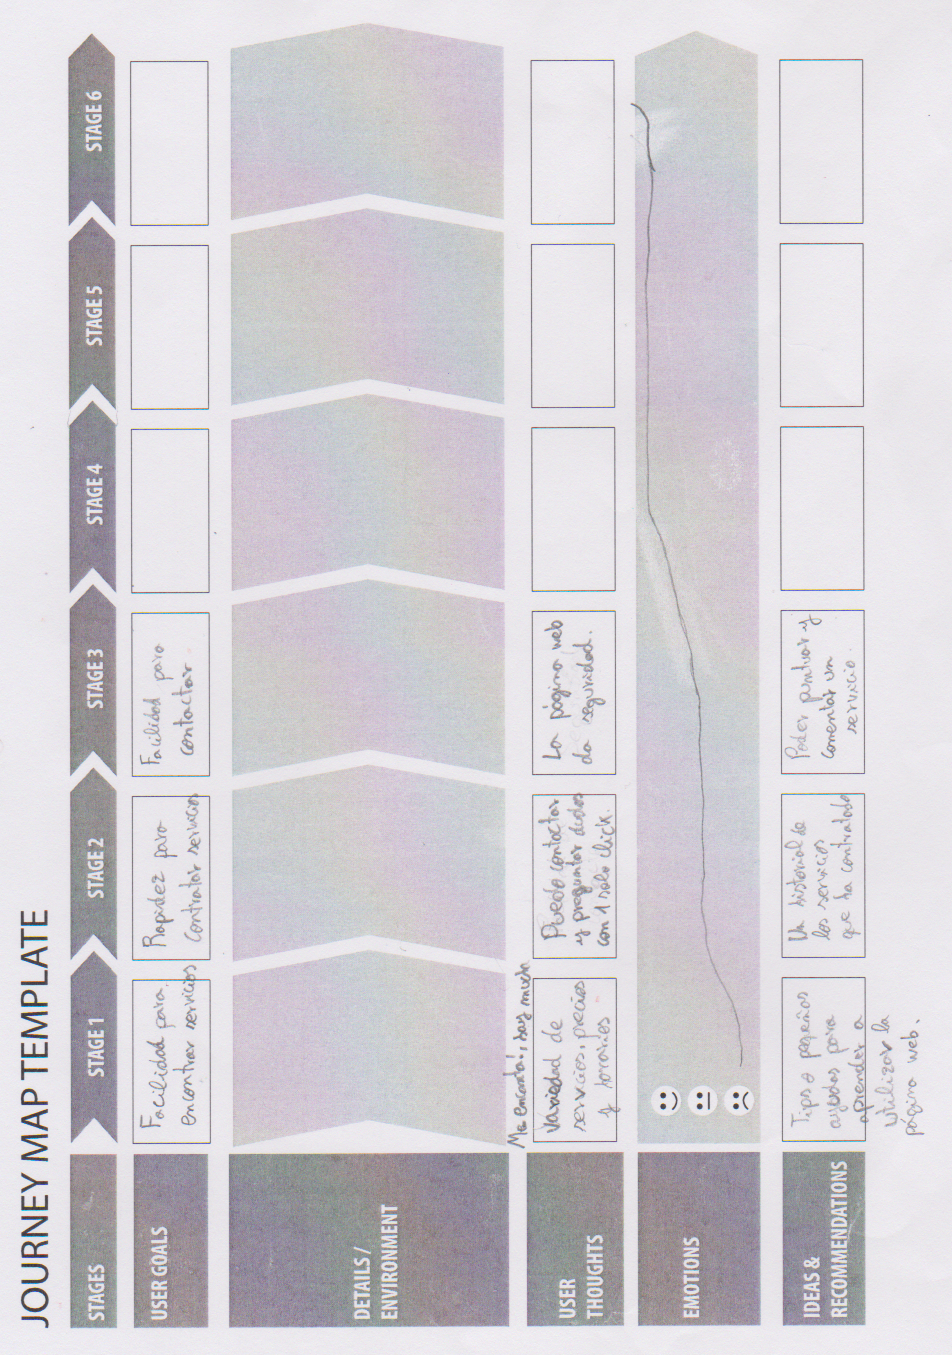 JOURNEY MAP TEMPLATE
STAGES
STAGE 1
STAGE 2
STAGE 3
STAGE 4
STAGE 5
STAGE 6
USER GOALS
Facilidad para
encontrar servicios
Rapidez para
contratar servicios
Facilidad para
contactar
DETAILS /
ENVIRONMENT
USER
THOUGHTS
Me encanta!, hay mucha
variedad de
servicios, precios
y horarios
Puedo contactar
y preguntar dudas
con 1 sólo click.
La página web
da seguridad.
EMOTIONS
IDEAS &
RECOMMENDATIONS
Tips o pequeñas
ayudas para
aprender a
utilizar la
página web.
Un historial de
los servicios
que ha contratado
Poder puntuar y
comentar un
servicio.